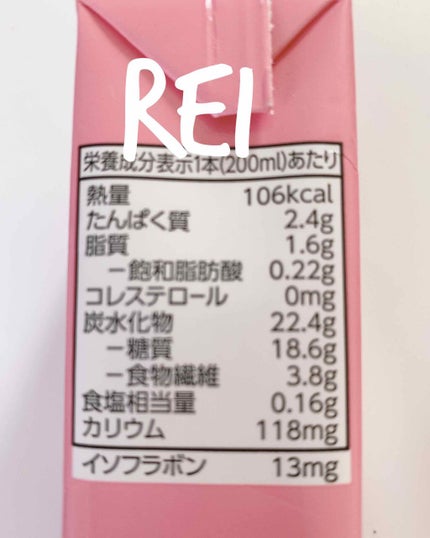 REI
栄養成分表示1本(200ml)あたり
熱量 106kcal
たんぱく質 2.4g
脂質 1.6g
－飽和脂肪酸 0.22g
コレステロール 0mg
炭水化物 22.4g
－糖質 18.6g
－食物繊維 3.8g
食塩相当量 0.16g
カリウム 118mg
イソフラボン 13mg